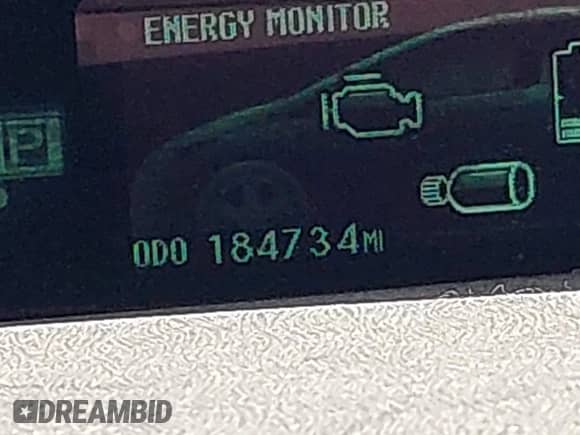 ENERGY MONITOR
P
ODO 184734MI
DREAMBID